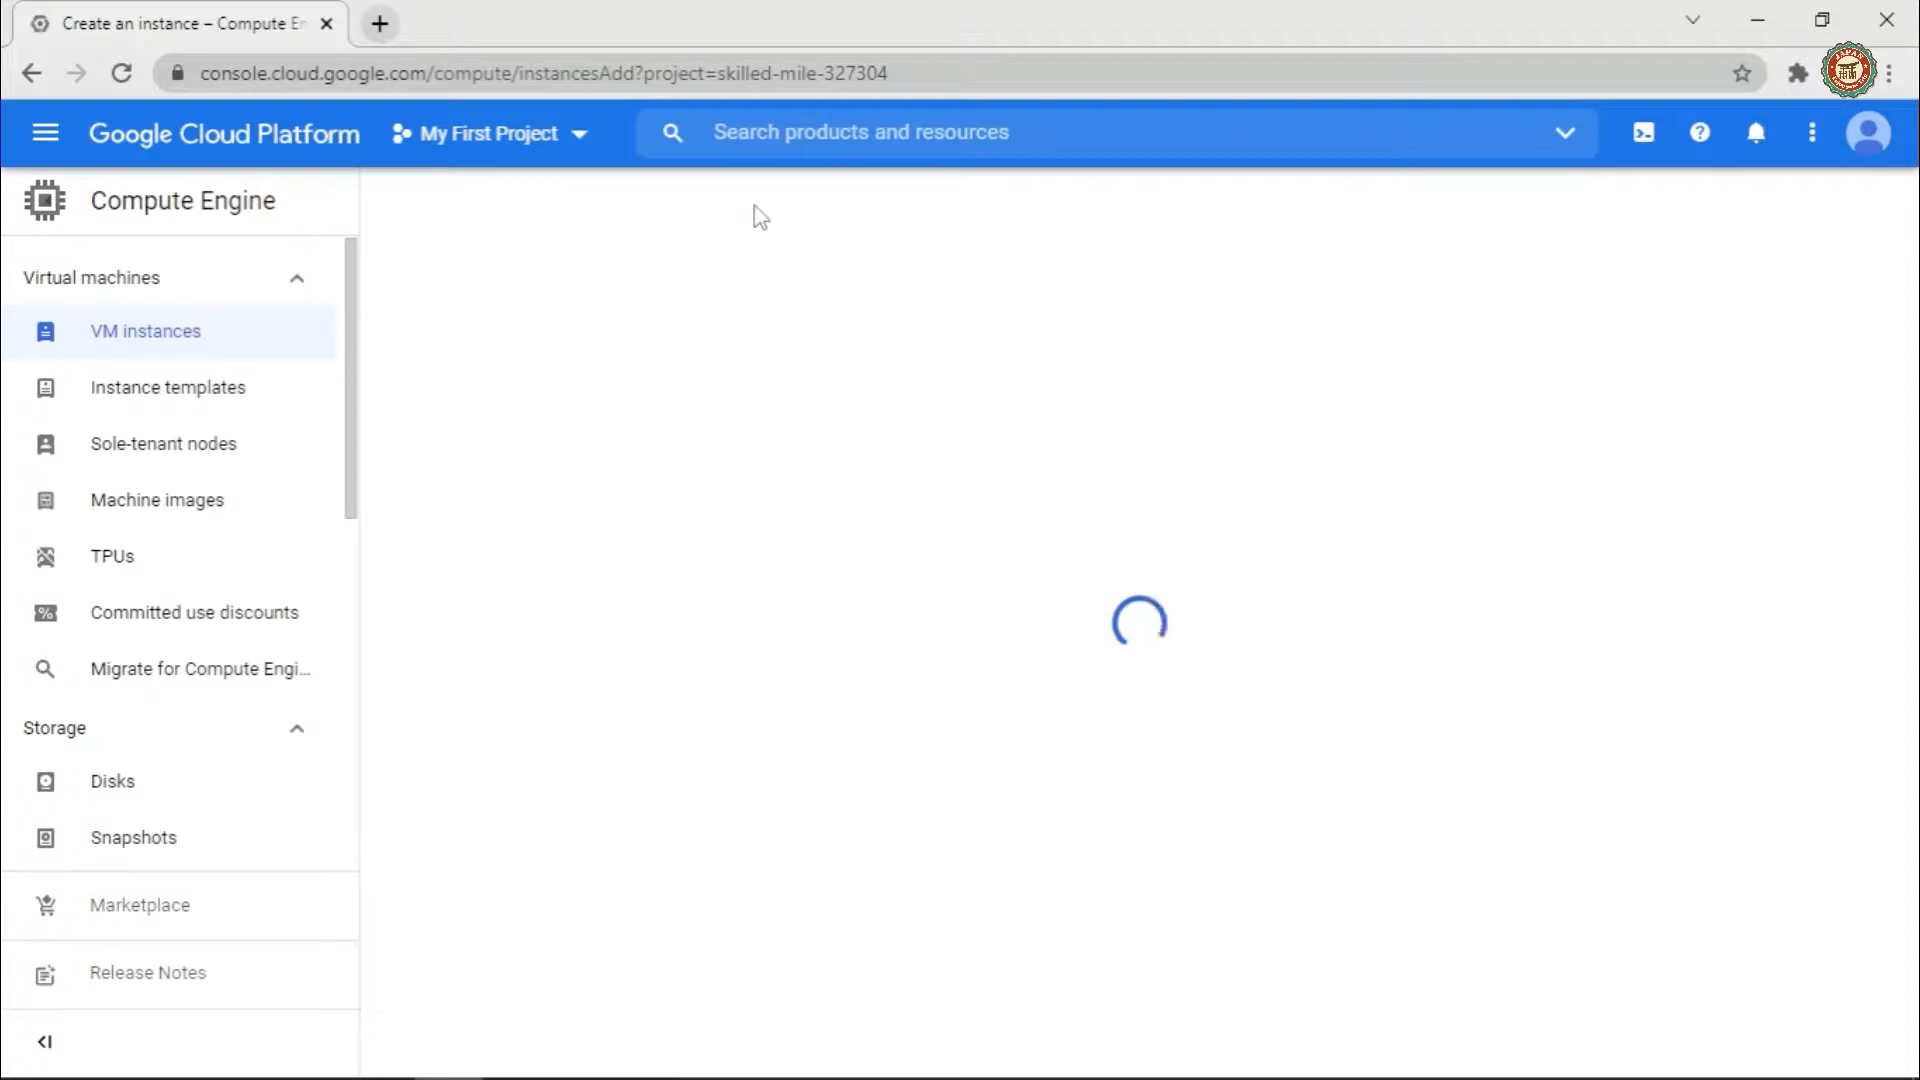 Create an instance – Compute En
console.cloud.google.com/compute/instancesAdd?project=skilled-mile-327304
Google Cloud Platform
My First Project
Search products and resources
Compute Engine
Virtual machines
VM instances
Instance templates
Sole-tenant nodes
Machine images
TPUs
Committed use discounts
Migrate for Compute Engi...
Storage
Disks
Snapshots
Marketplace
Release Notes